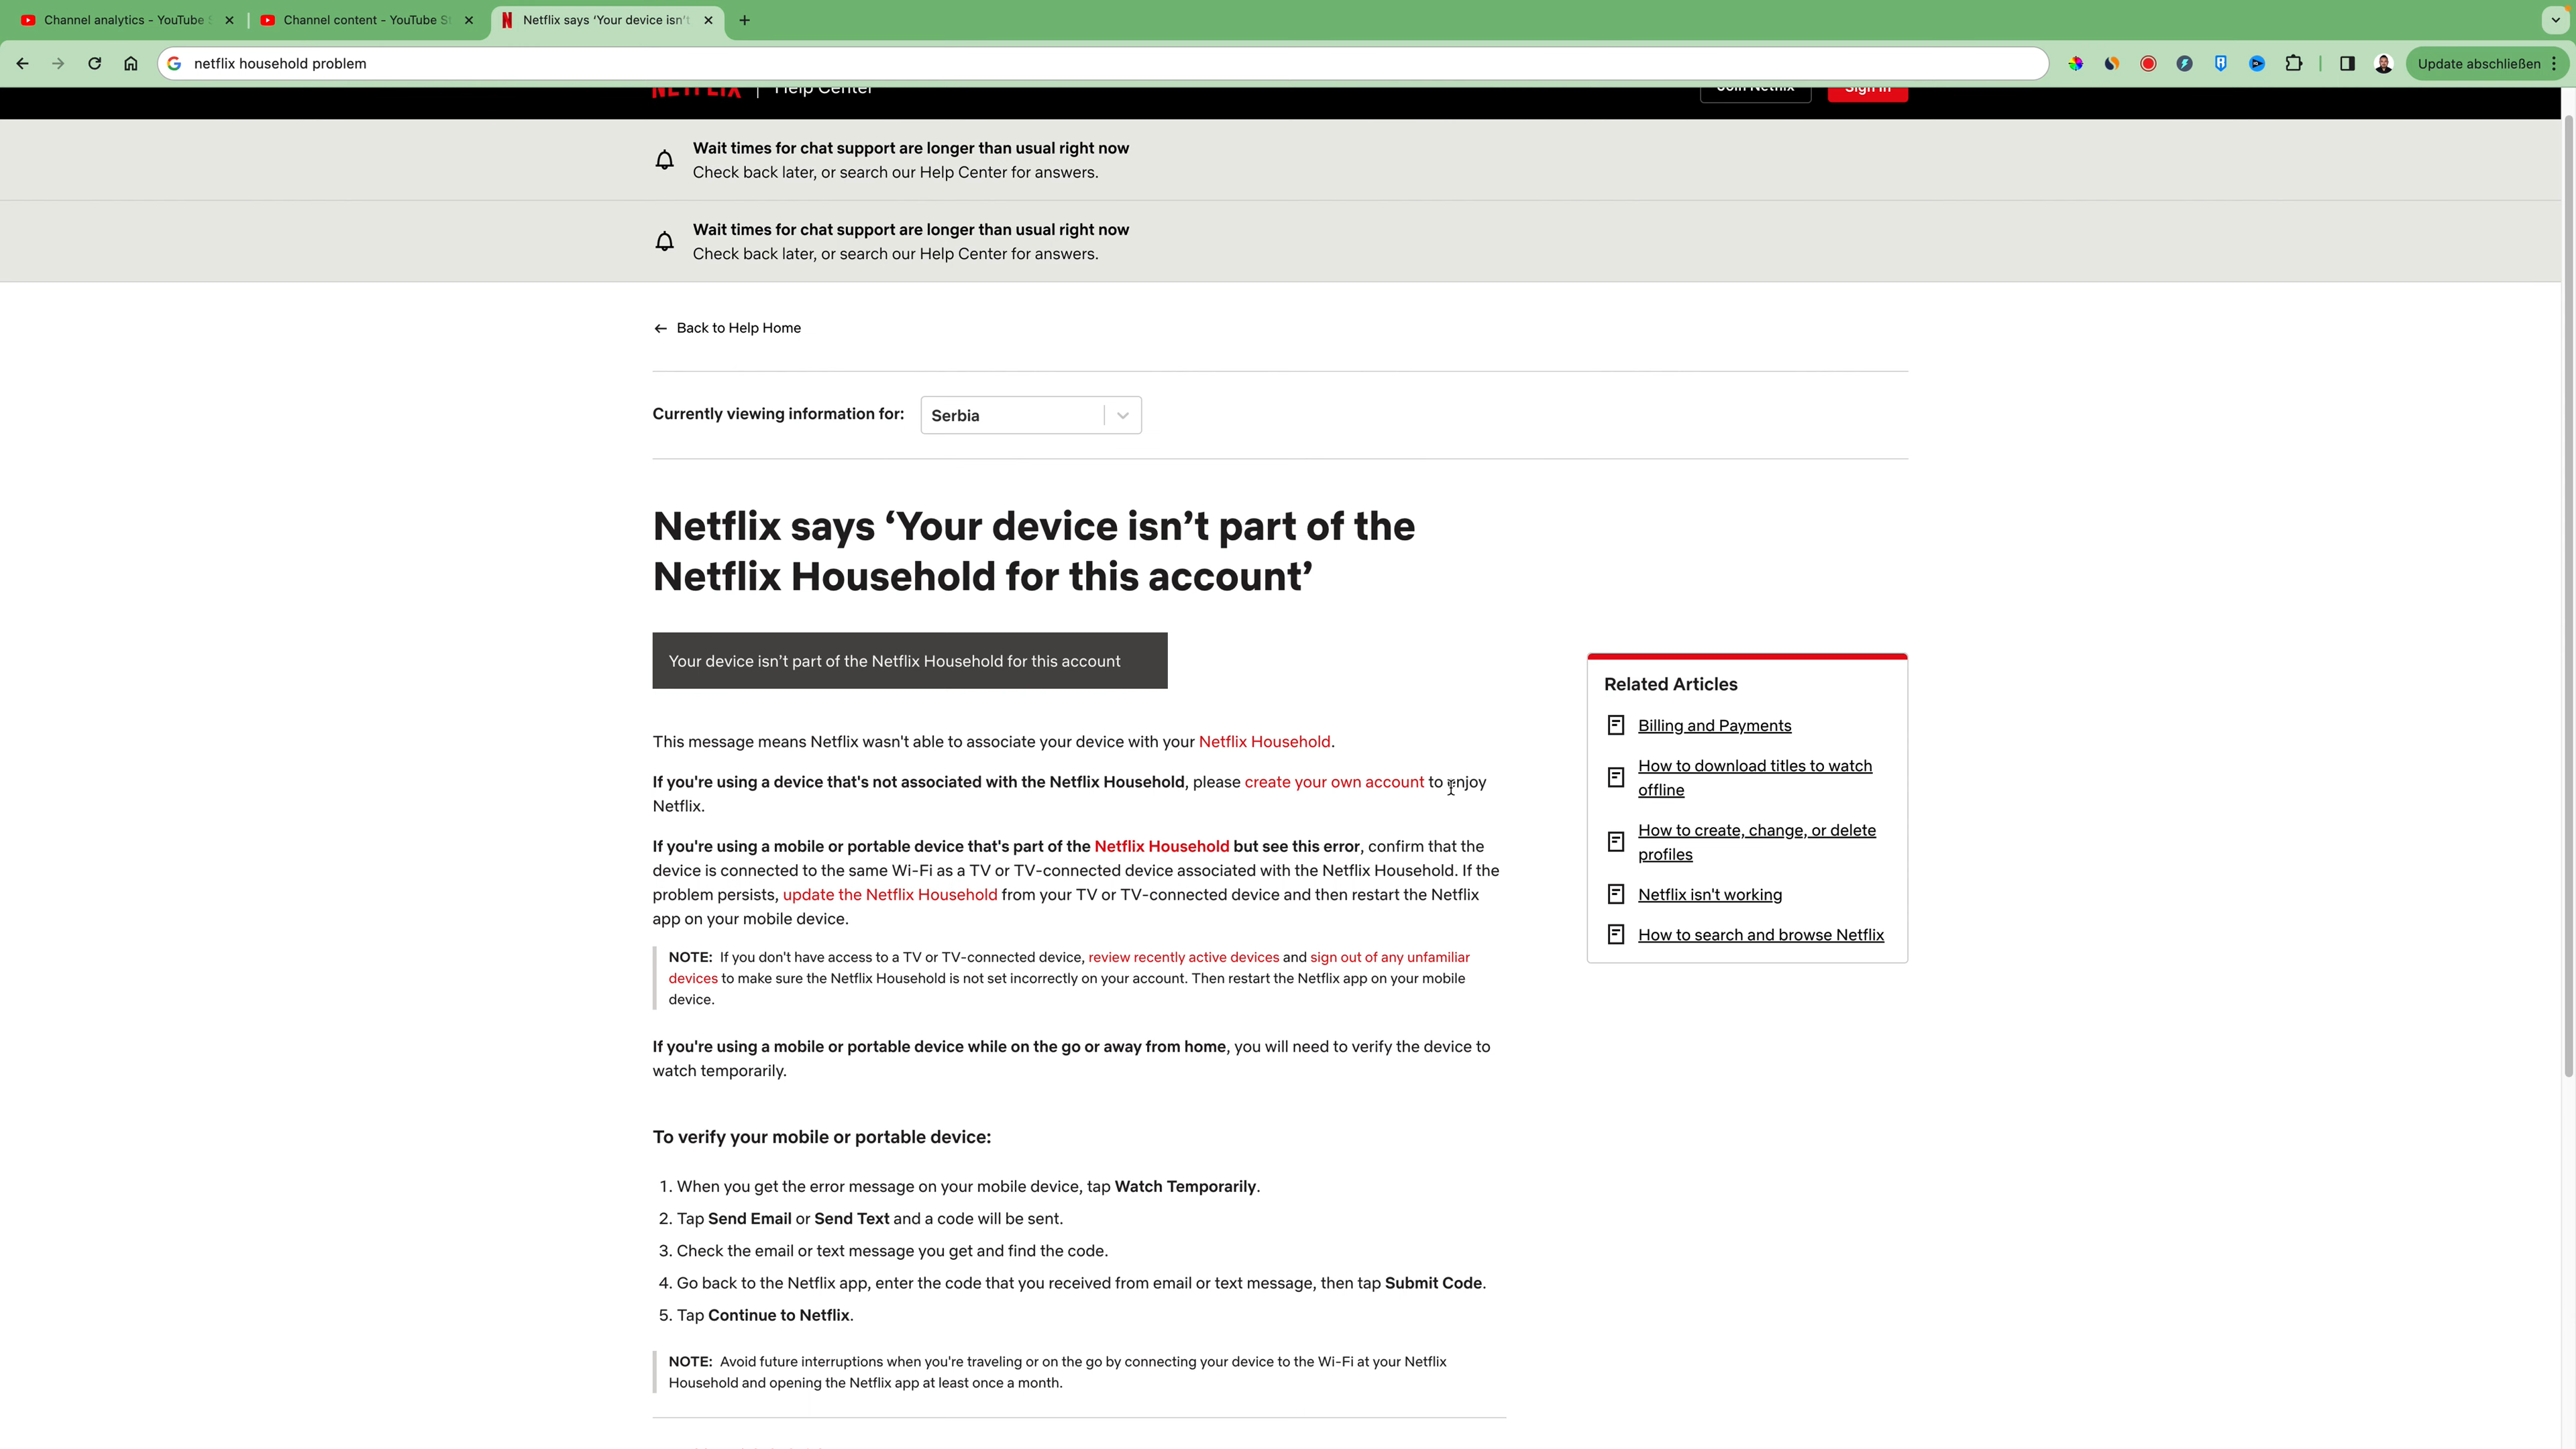 Channel analytics - YouTube
Channel content - YouTube S
Netflix says ‘Your device isn’t
netflix household problem
Update abschließen
NETFLIX | Help Center
Join Netflix
Sign In
Wait times for chat support are longer than usual right now
Check back later, or search our Help Center for answers.
Wait times for chat support are longer than usual right now
Check back later, or search our Help Center for answers.
Back to Help Home
Currently viewing information for:
Serbia
Netflix says ‘Your device isn’t part of the
Netflix Household for this account’
Your device isn’t part of the Netflix Household for this account
This message means Netflix wasn't able to associate your device with your Netflix Household.
If you're using a device that's not associated with the Netflix Household, please create your own account to enjoy
Netflix.
If you're using a mobile or portable device that's part of the Netflix Household but see this error, confirm that the
device is connected to the same Wi-Fi as a TV or TV-connected device associated with the Netflix Household. If the
problem persists, update the Netflix Household from your TV or TV-connected device and then restart the Netflix
app on your mobile device.
NOTE: If you don't have access to a TV or TV-connected device, review recently active devices and sign out of any unfamiliar
devices to make sure the Netflix Household is not set incorrectly on your account. Then restart the Netflix app on your mobile
device.
If you're using a mobile or portable device while on the go or away from home, you will need to verify the device to
watch temporarily.
To verify your mobile or portable device:
1. When you get the error message on your mobile device, tap Watch Temporarily.
2. Tap Send Email or Send Text and a code will be sent.
3. Check the email or text message you get and find the code.
4. Go back to the Netflix app, enter the code that you received from email or text message, then tap Submit Code.
5. Tap Continue to Netflix.
NOTE: Avoid future interruptions when you're traveling or on the go by connecting your device to the Wi-Fi at your Netflix
Household and opening the Netflix app at least once a month.
Related Articles
Billing and Payments
How to download titles to watch
offline
How to create, change, or delete
profiles
Netflix isn't working
How to search and browse Netflix